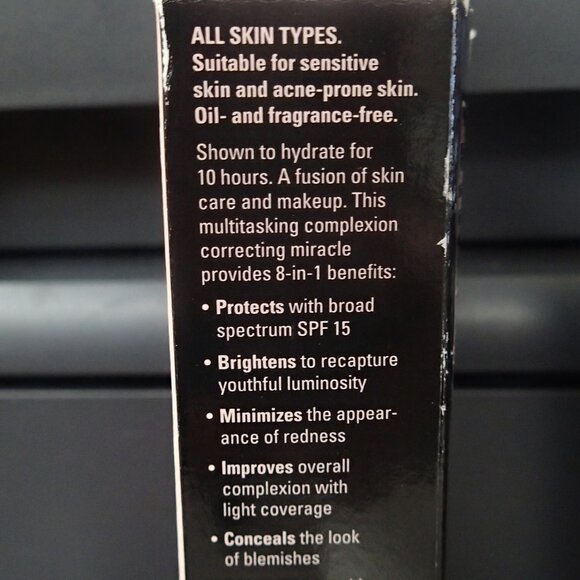 ALL SKIN TYPES.
Suitable for sensitive
skin and acne-prone skin.
Oil- and fragrance-free.
Shown to hydrate for
10 hours. A fusion of skin
care and makeup. This
multitasking complexion
correcting miracle
provides 8-in-1 benefits:
• Protects with broad
spectrum SPF 15
• Brightens to recapture
youthful luminosity
• Minimizes the appear-
ance of redness
• Improves overall
complexion with
light coverage
• Conceals the look
of blemishes